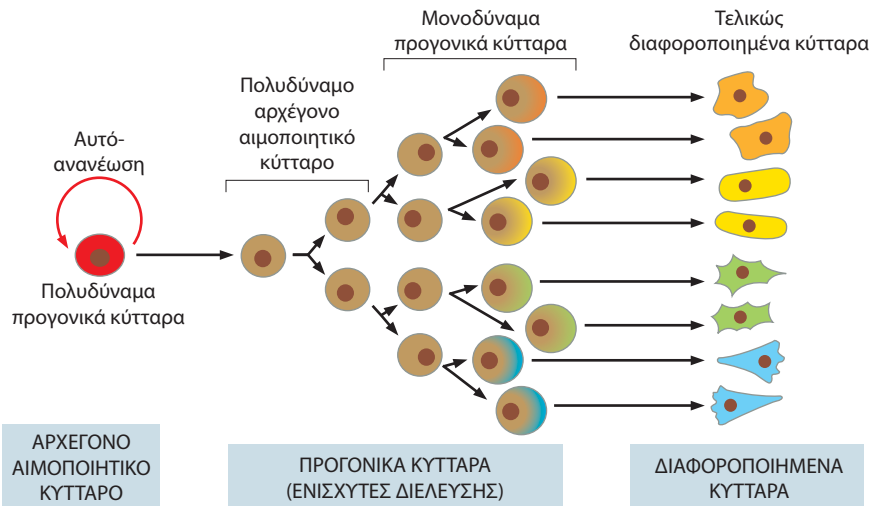 Μονοδύναμα
προγονικά κύτταρα
Τελικώς
διαφοροποιημένα κύτταρα
Πολυδύναμο
αρχέγονο
αιμοποιητικό
κύτταρο
Αυτό-
ανανέωση
Πολυδύναμα
προγονικά κύτταρα
ΑΡΧΕΓΟΝΟ
ΑΙΜΟΠΟΙΗΤΙΚΟ
ΚΥΤΤΑΡΟ
ΠΡΟΓΟΝΙΚΑ ΚΥΤΤΑΡΑ
(ΕΝΙΣΧΥΤΕΣ ΔΙΕΛΕΥΣΗΣ)
ΔΙΑΦΟΡΟΠΟΙΗΜΕΝΑ
ΚΥΤΤΑΡΑ